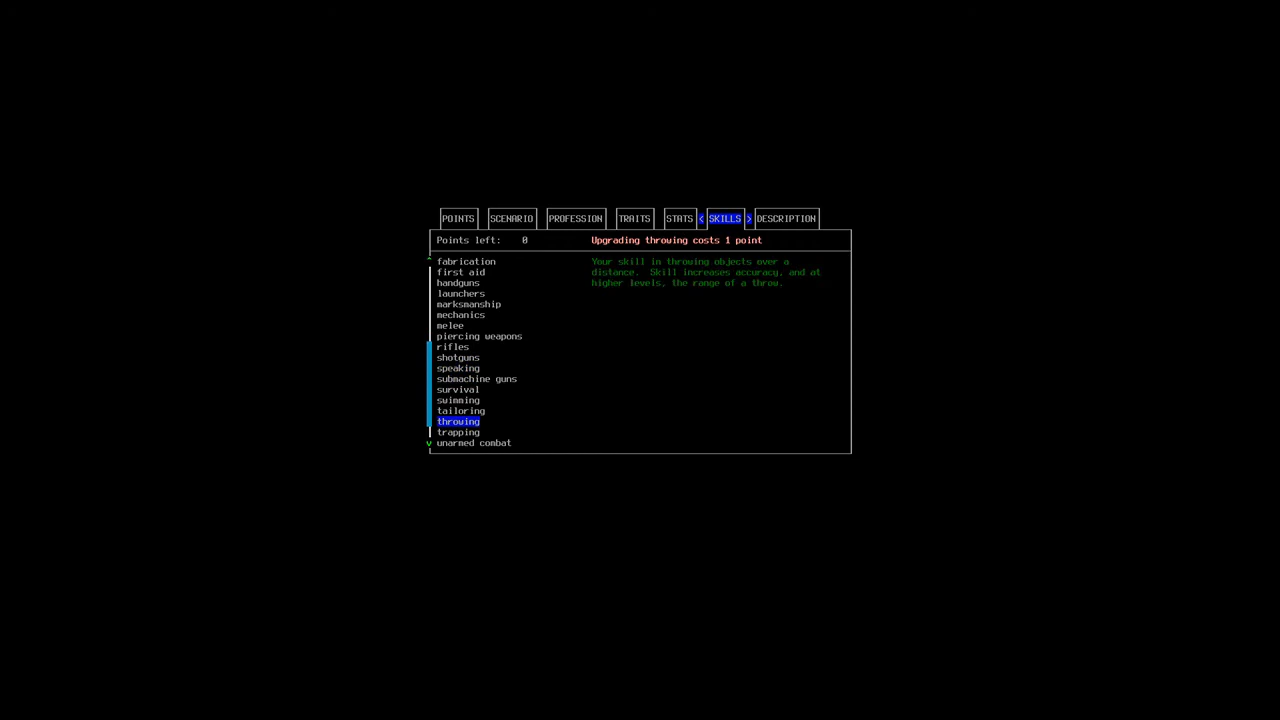 POINTS SCENARIO PROFESSION TRAITS STATS < SKILLS > DESCRIPTION
Points left: 0 Upgrading throwing costs 1 point
^ fabrication Your skill in throwing objects over a
first aid distance. Skill increases accuracy, and at
handguns higher levels, the range of a throw.
launchers
marksmanship
mechanics
melee
piercing weapons
rifles
shotguns
speaking
submachine guns
survival
swimming
tailoring
throwing
trapping
v unarmed combat